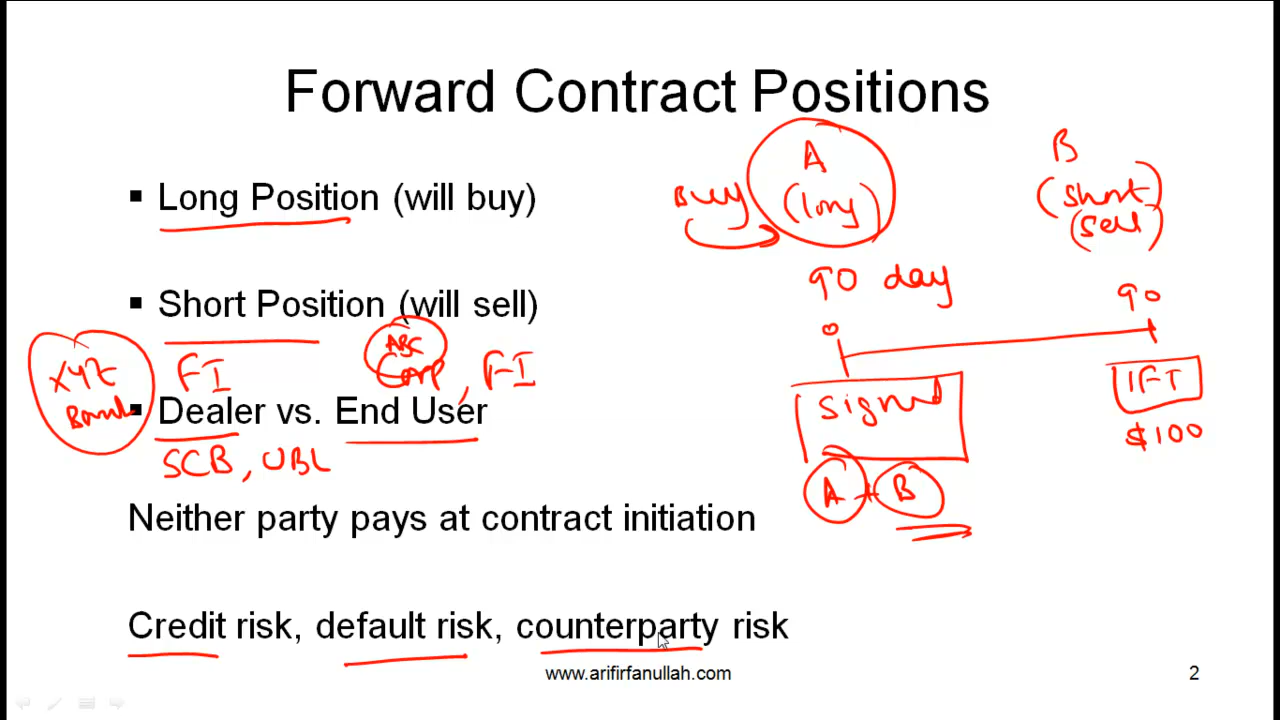 Forward Contract Positions
▪ Long Position (will buy)
▪ Short Position (will sell)
XYZ
Bank
FI
ABC
Corp, FI
▪ Dealer vs. End User
SCB, UBL
Neither party pays at contract initiation
Credit risk, default risk, counterparty risk
Buy
A
(long)
B
(short)
(sell)
90 day
0
90
signed
A + B
IFT
$100
www.arifirfanullah.com
2